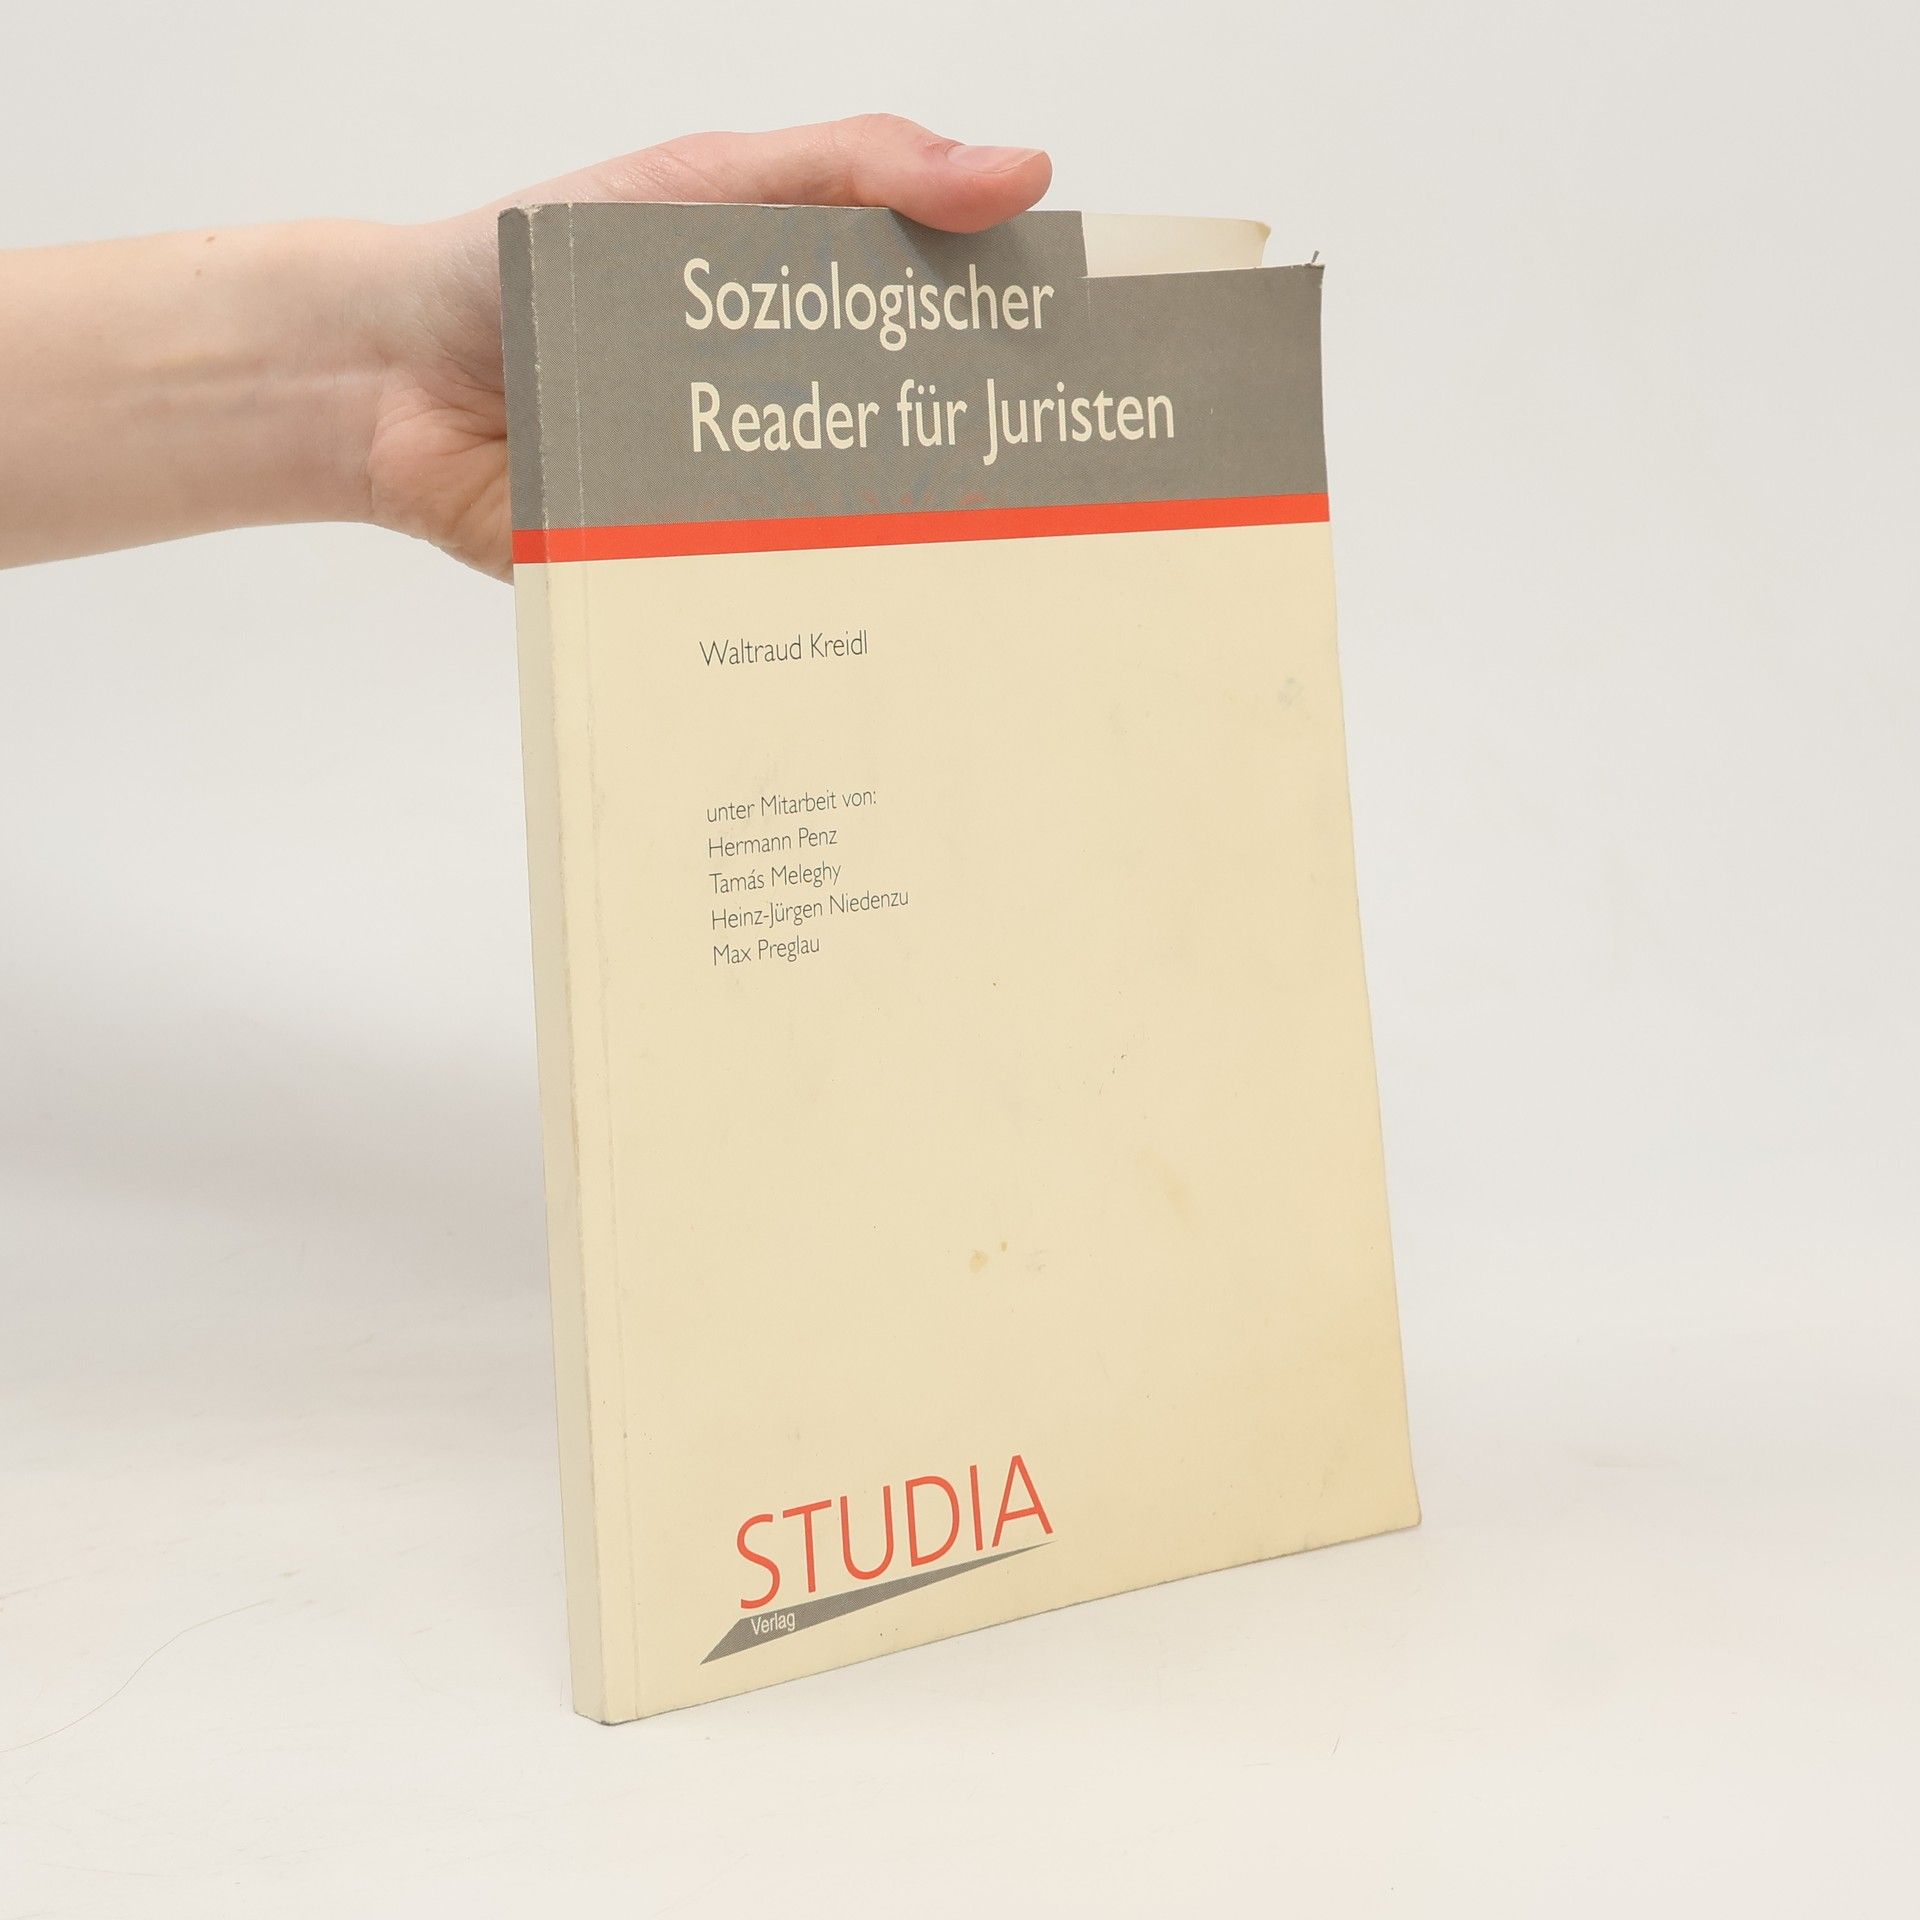 Soziologischer
Reader für Juristen
Waltraud Kreidl
unter Mitarbeit von:
Hermann Penz
Tamás Meleghy
Heinz-Jürgen Niedenzu
Max Preglau
STUDIA
Verlag